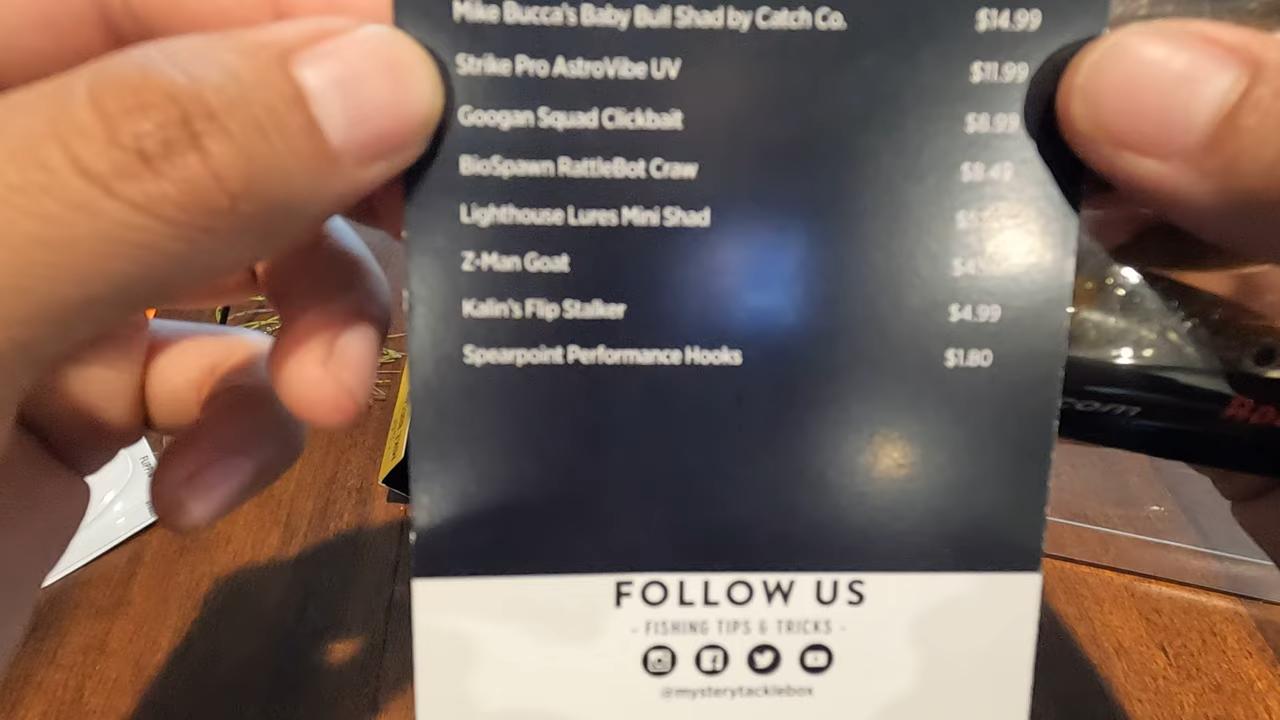 Mike Bucca's Baby Bull Shad by Catch Co. $14.99
Strike Pro AstroVibe UV $11.99
Googan Squad Clickbait
BioSpawn RattleBot Craw $8.49
Lighthouse Lures Mini Shad
Z-Man Goat
Kalin's Flip Stalker $4.99
Spearpoint Performance Hooks $1.80
.com
FOLLOW US
- FISHING TIPS & TRICKS -
@mysterytacklebox